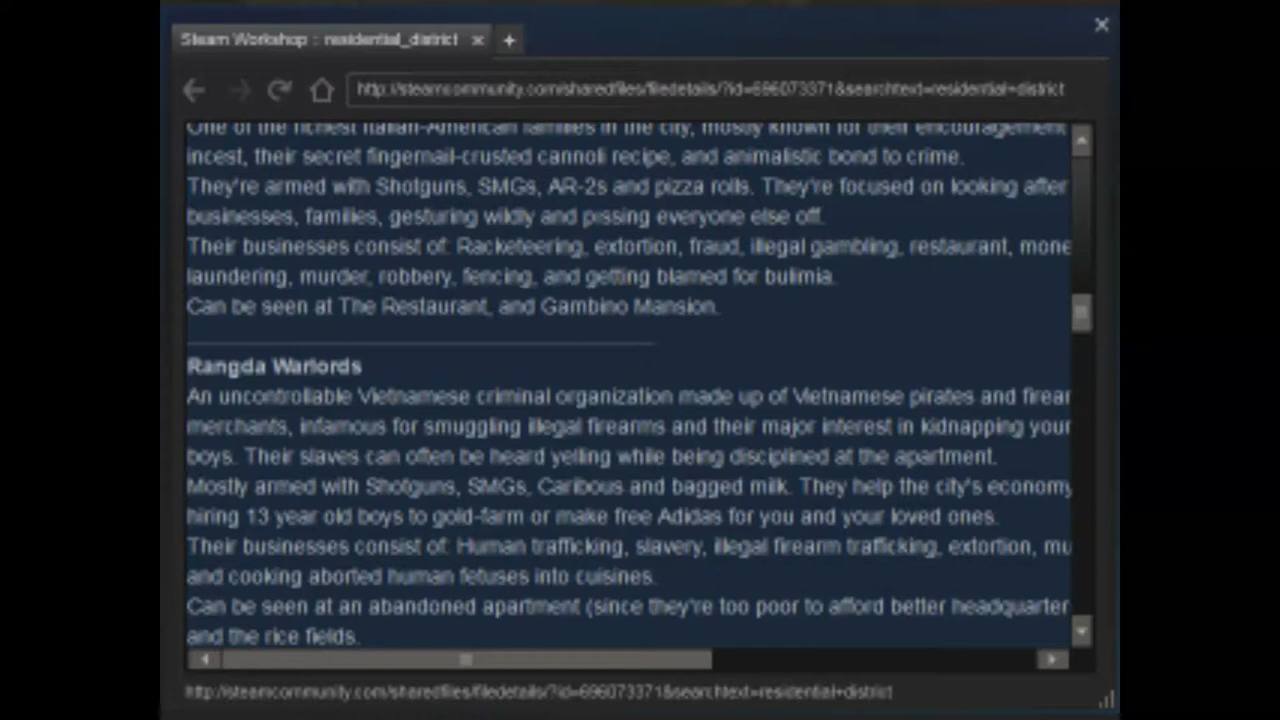 Steam Workshop :: residential_district
http://steamcommunity.com/sharedfiles/filedetails/?id=696073371&searchtext=residential+district
One of the richest Italian-American families in the city, mostly known for their encouragement
incest, their secret fingernail-crusted cannoli recipe, and animalistic bond to crime.
They're armed with Shotguns, SMGs, AR-2s and pizza rolls. They're focused on looking after
businesses, families, gesturing wildly and pissing everyone else off.
Their businesses consist of: Racketeering, extortion, fraud, illegal gambling, restaurant, mone
laundering, murder, robbery, fencing, and getting blamed for bulimia.
Can be seen at The Restaurant, and Gambino Mansion.
Rangda Warlords
An uncontrollable Vietnamese criminal organization made up of Vietnamese pirates and firear
merchants, infamous for smuggling illegal firearms and their major interest in kidnapping your
boys. Their slaves can often be heard yelling while being disciplined at the apartment.
Mostly armed with Shotguns, SMGs, Caribous and bagged milk. They help the city's economy
hiring 13 year old boys to gold-farm or make free Adidas for you and your loved ones.
Their businesses consist of: Human trafficking, slavery, illegal firearm trafficking, extortion, mu
and cooking aborted human fetuses into cuisines.
Can be seen at an abandoned apartment (since they're too poor to afford better headquarter
and the rice fields.
http://steamcommunity.com/sharedfiles/filedetails/?id=696073371&searchtext=residential+district